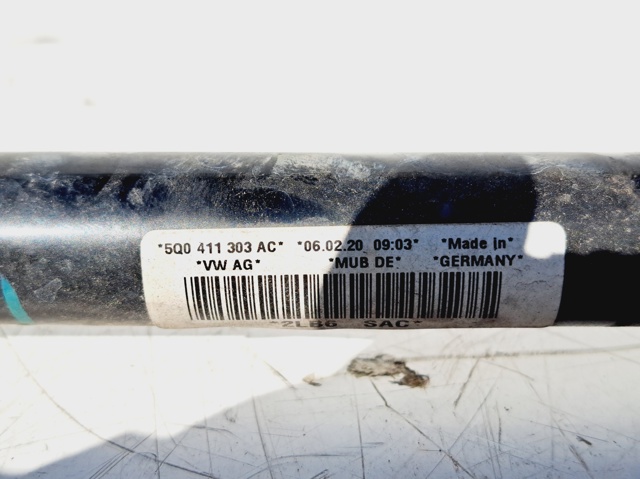 *5Q0 411 303 AC* *06.02.20 09:03* *Made in*
*VW AG* *MUB DE* *GERMANY*
*2LB6 SAC*